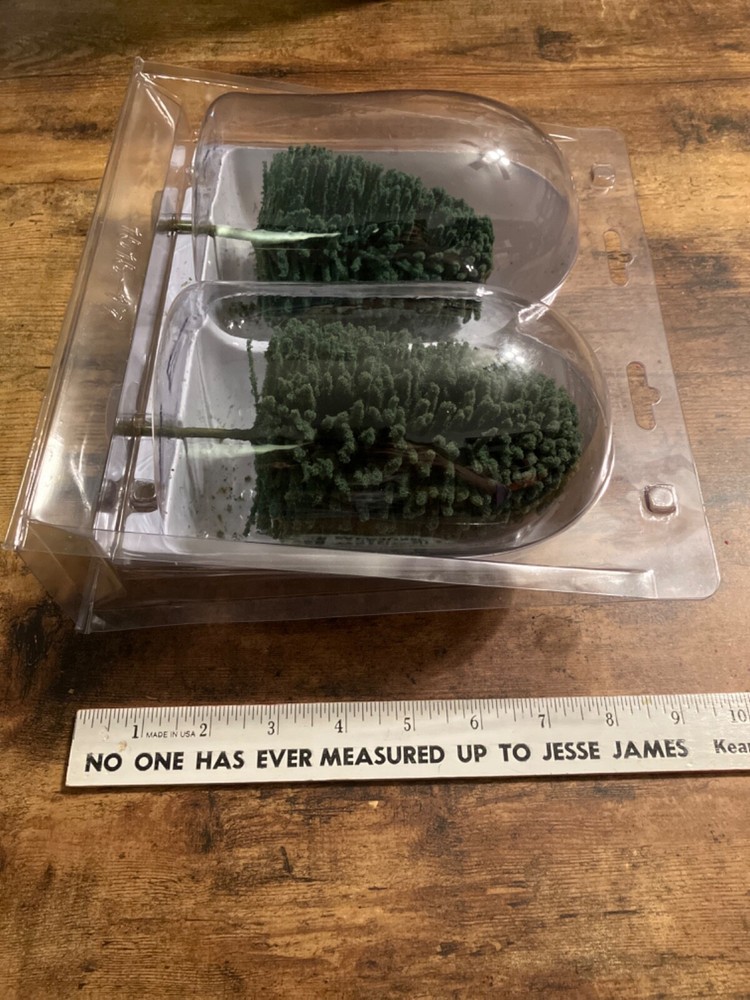 1 2 3 4 5 6 7 8 9 10
MADE IN USA
NO ONE HAS EVER MEASURED UP TO JESSE JAMES